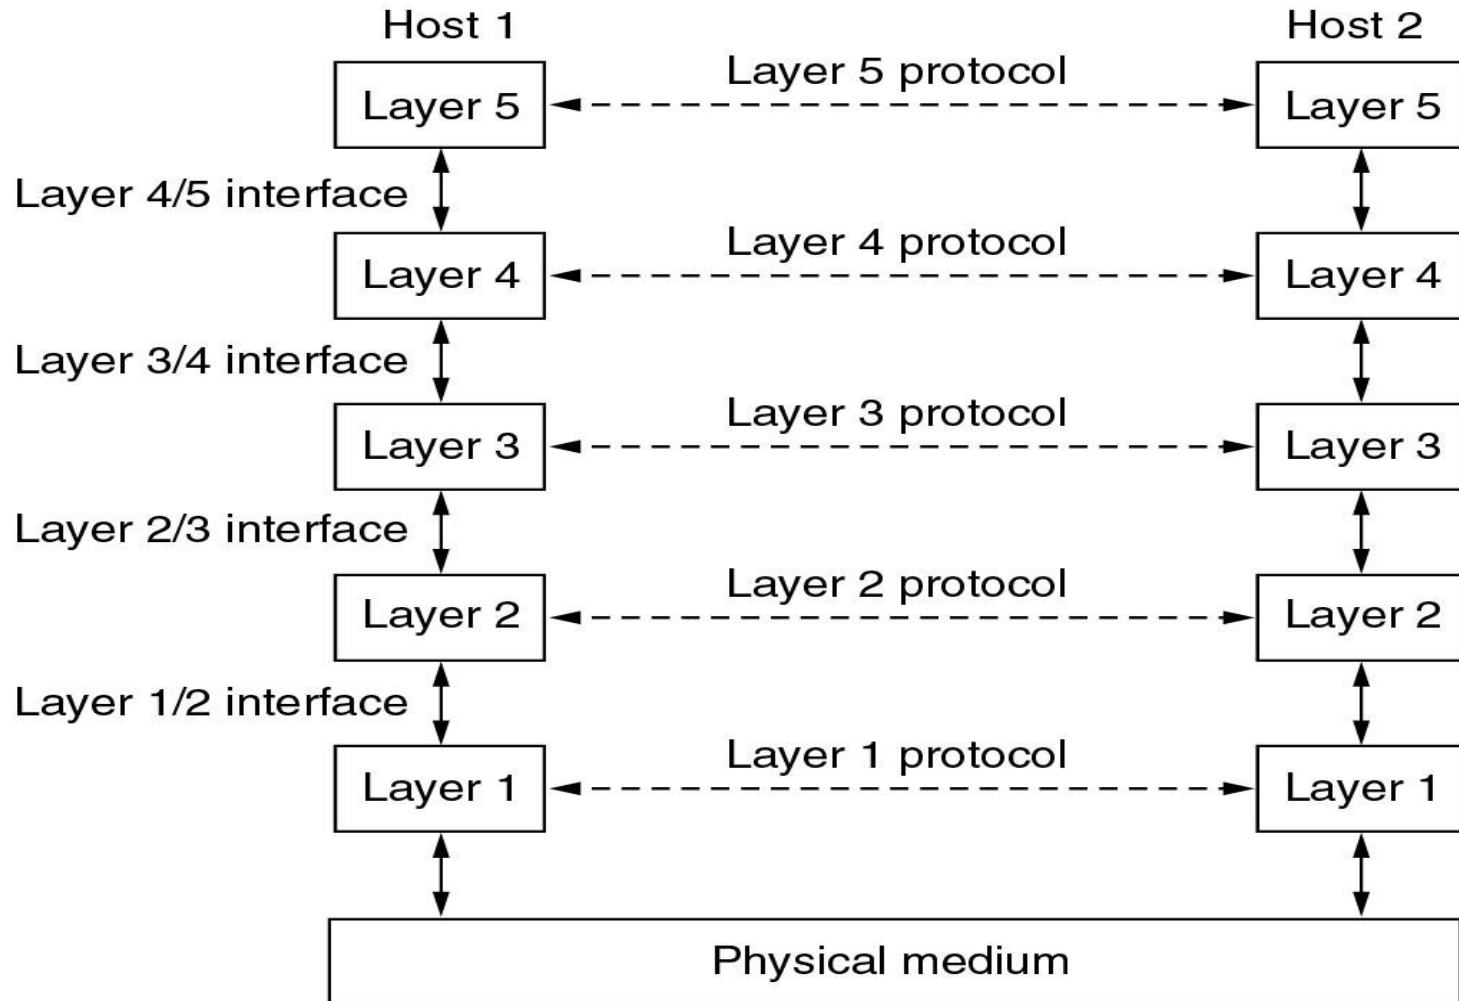 Host 1
Host 2
Layer 5 protocol
Layer 5
Layer 5
Layer 4/5 interface
Layer 4 protocol
Layer 4
Layer 4
Layer 3/4 interface
Layer 3 protocol
Layer 3
Layer 3
Layer 2/3 interface
Layer 2 protocol
Layer 2
Layer 2
Layer 1/2 interface
Layer 1 protocol
Layer 1
Layer 1
Physical medium